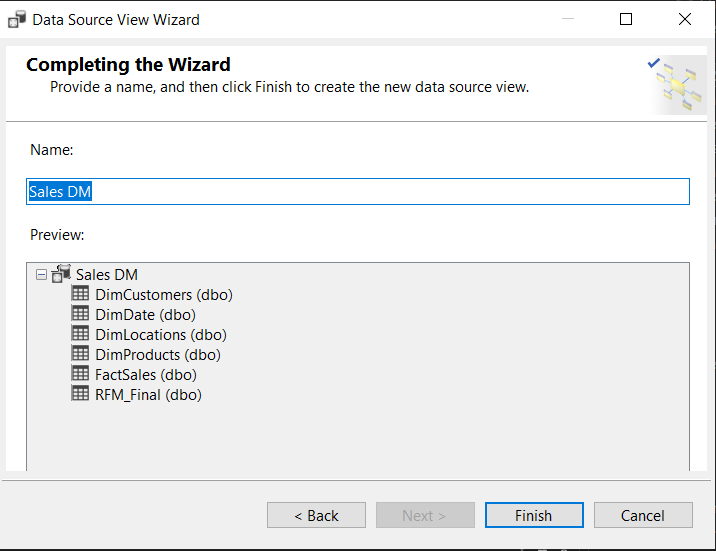 Data Source View Wizard
Completing the Wizard
Provide a name, and then click Finish to create the new data source view.
Name:
Sales DM
Preview:
Sales DM
DimCustomers (dbo)
DimDate (dbo)
DimLocations (dbo)
DimProducts (dbo)
FactSales (dbo)
RFM_Final (dbo)
< Back
Next >
Finish
Cancel